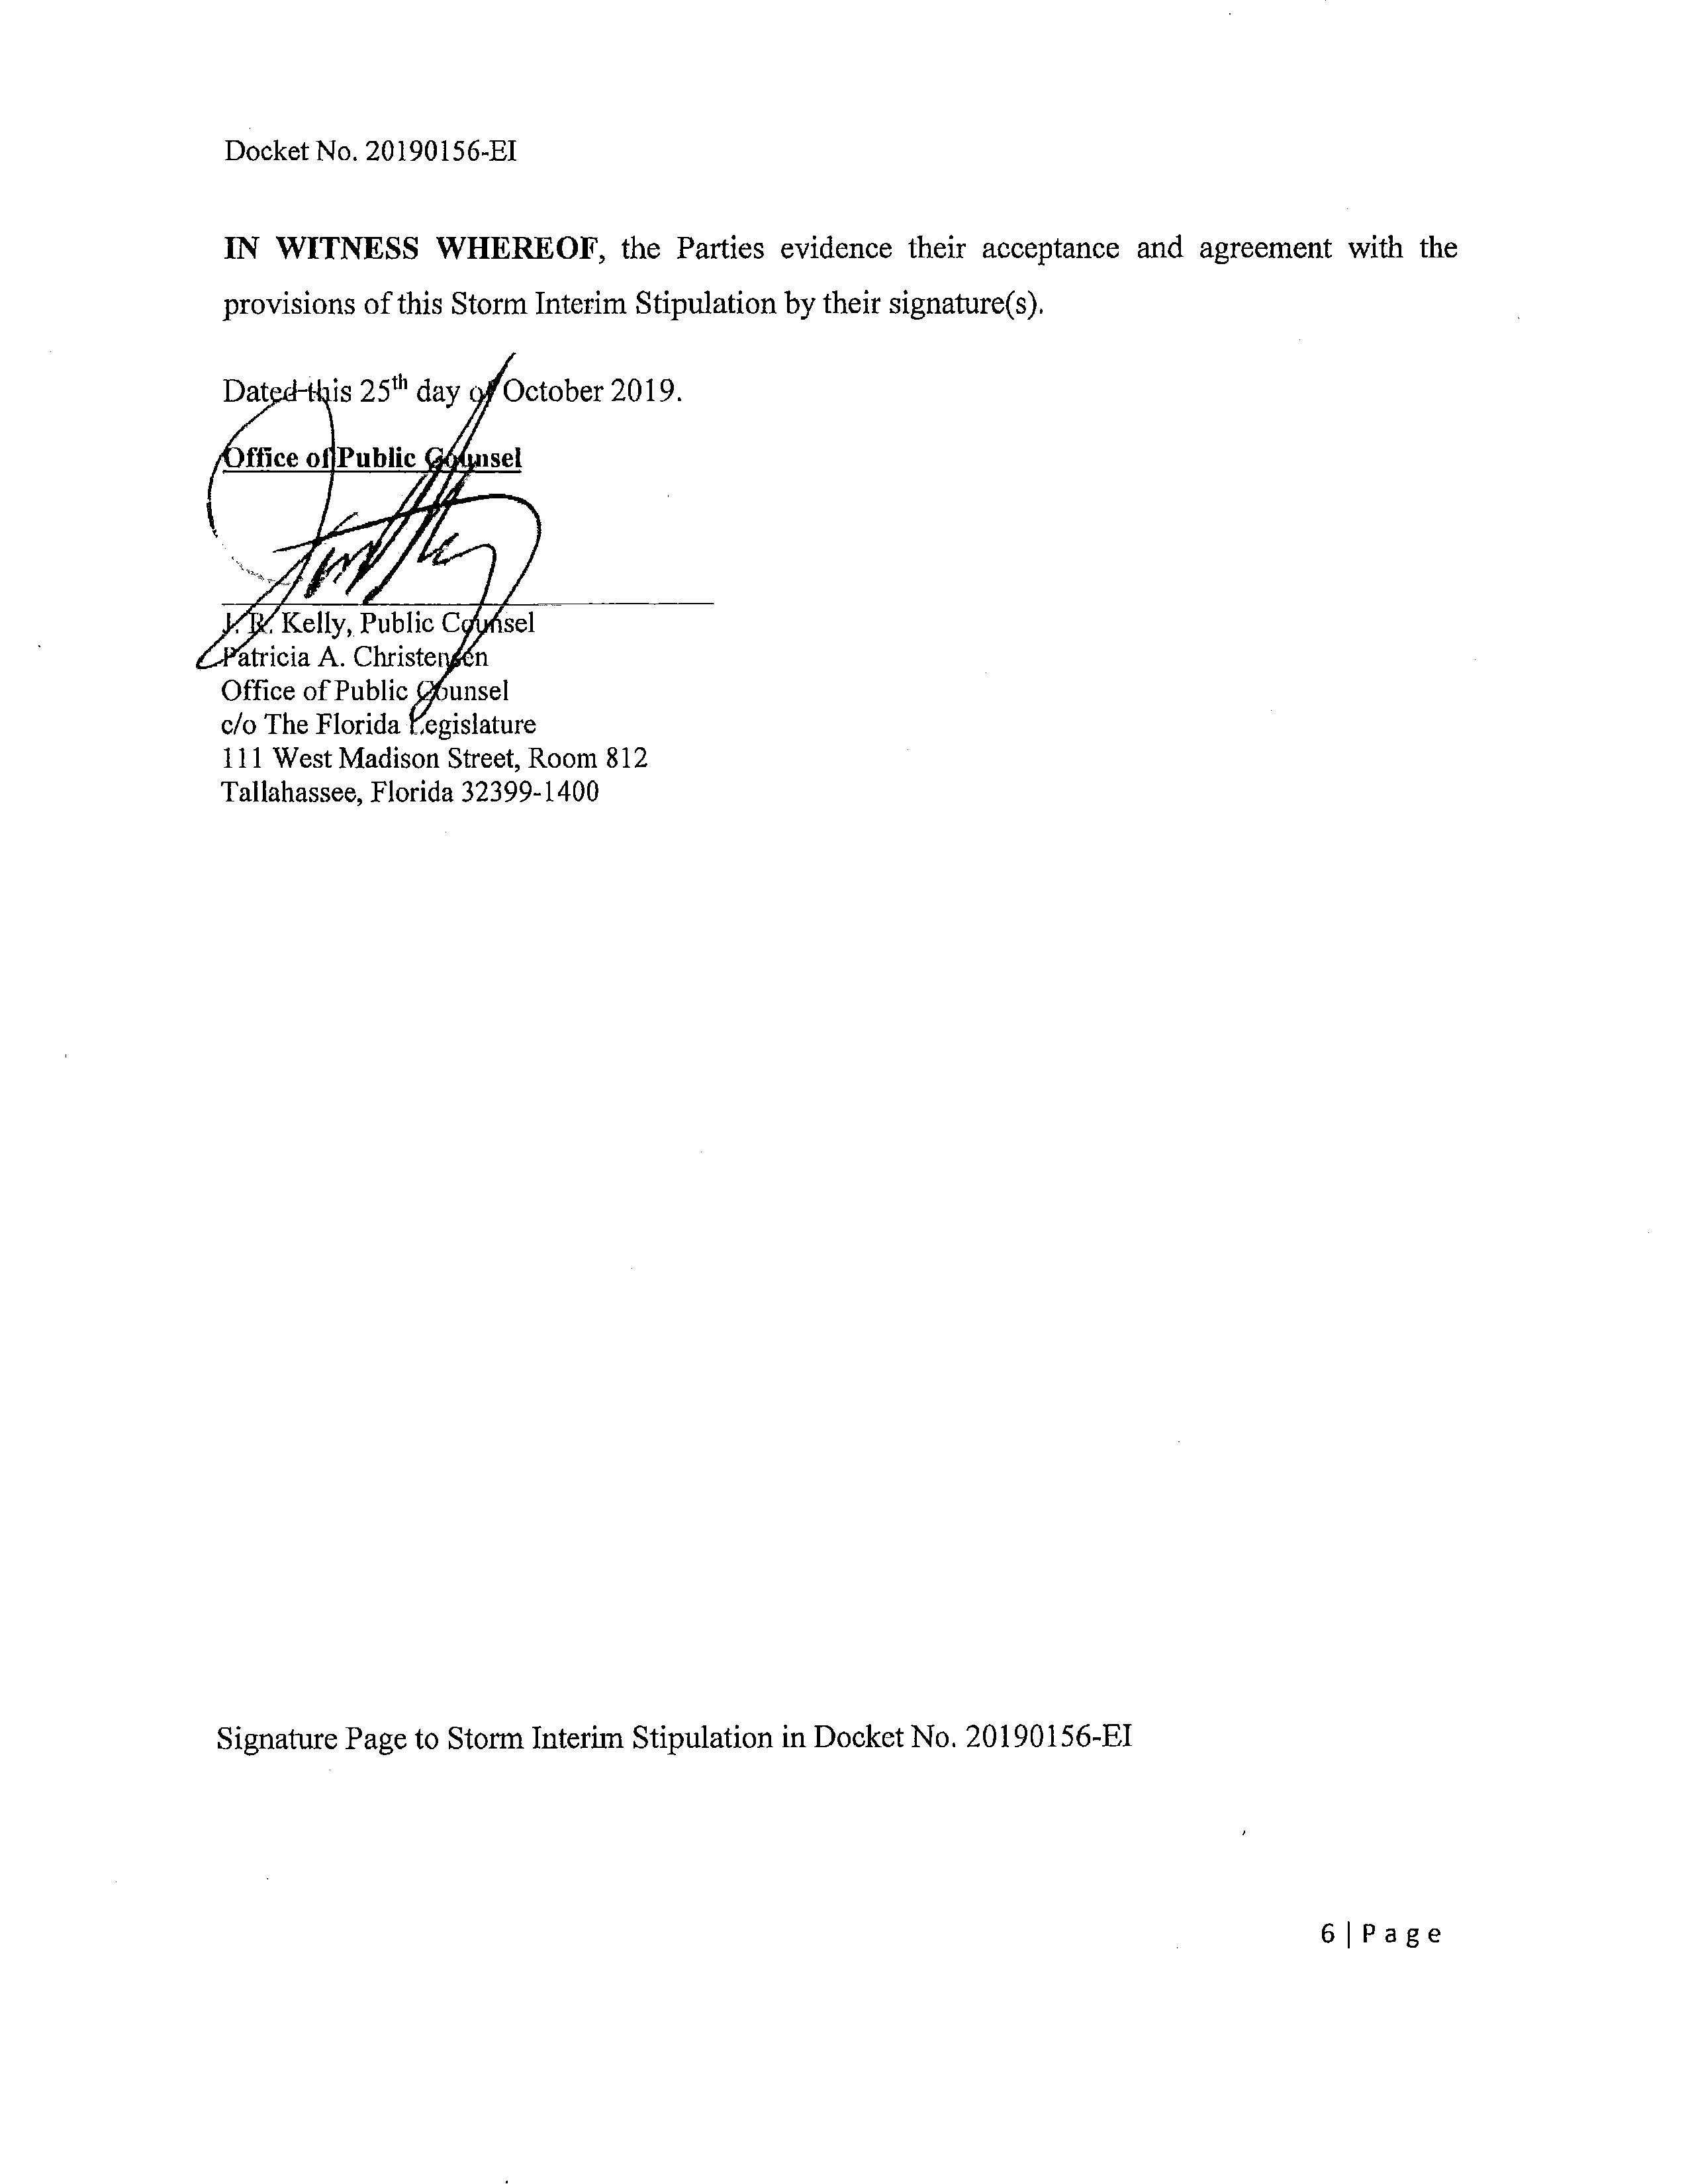 Docket No. 20190156-EI
IN WITNESS WHEREOF, the Parties evidence their acceptance and agreement with the
provisions of this Storm Interim Stipulation by their signature(s).
Dated this 25th day of October 2019.
Office of Public Counsel
J. R. Kelly, Public Counsel
Patricia A. Christensen
Office of Public Counsel
c/o The Florida Legislature
111 West Madison Street, Room 812
Tallahassee, Florida 32399-1400
Signature Page to Storm Interim Stipulation in Docket No. 20190156-EI
6 | Page